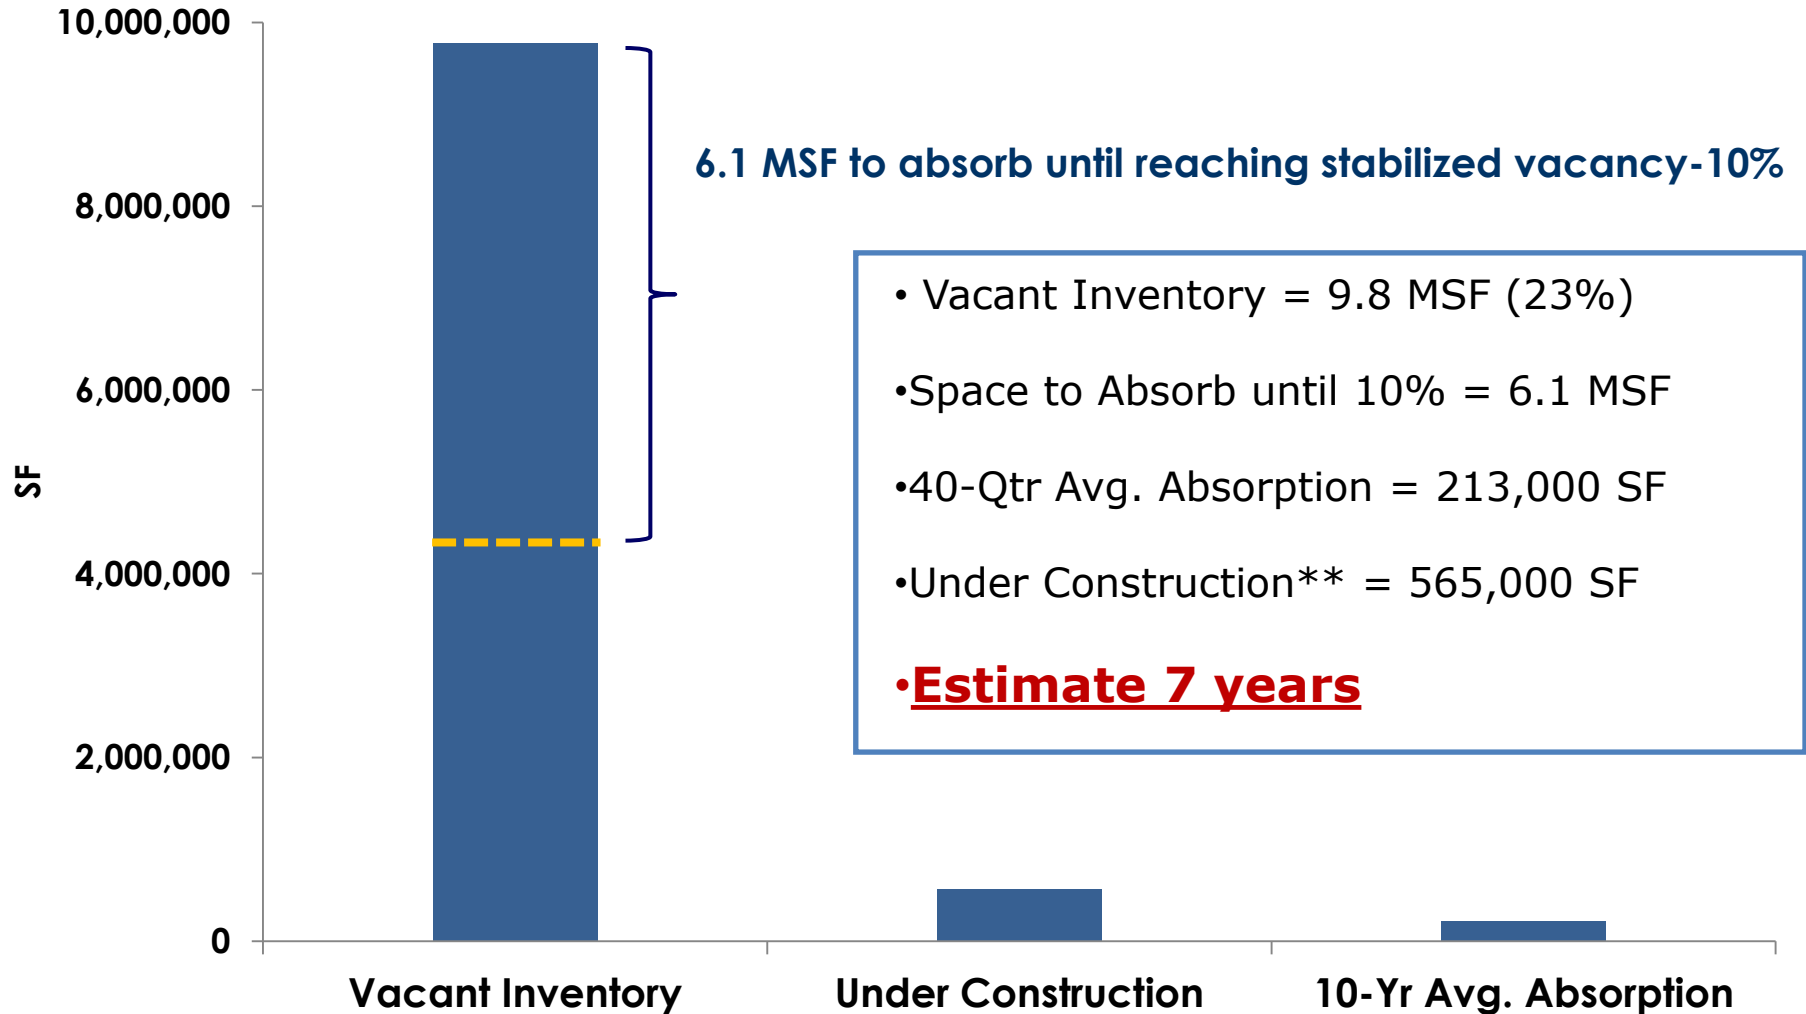 10,000,000
6.1 MSF to absorb until reaching stabilized vacancy-10%
8,000,000
• Vacant Inventory = 9.8 MSF (23%)
6,000,000
•Space to Absorb until 10% = 6.1 MSF
SF
•40-Qtr Avg. Absorption = 213,000 SF
4,000,000
•Under Construction** = 565,000 SF
•Estimate 7 years
2,000,000
0
Vacant Inventory
Under Construction
10-Yr Avg. Absorption